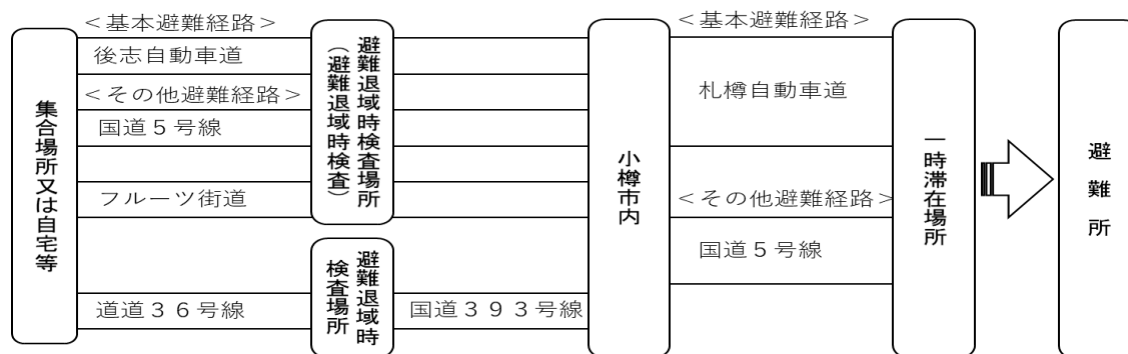 集合場所又は自宅等
＜基本避難経路＞
後志自動車道
＜その他避難経路＞
国道５号線
フルーツ街道
道道３６号線
避難退域時検査場所
（避難退域時検査）
避難退域時
検査場所
国道３９３号線
小樽市内
＜基本避難経路＞
札樽自動車道
＜その他避難経路＞
国道５号線
一時滞在場所
避難所